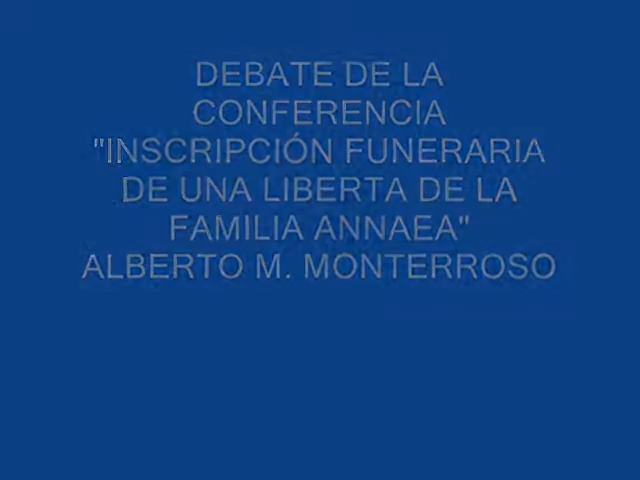 DEBATE DE LA
CONFERENCIA
"INSCRIPCIÓN FUNERARIA
DE UNA LIBERTA DE LA
FAMILIA ANNAEA"
ALBERTO M. MONTERROSO